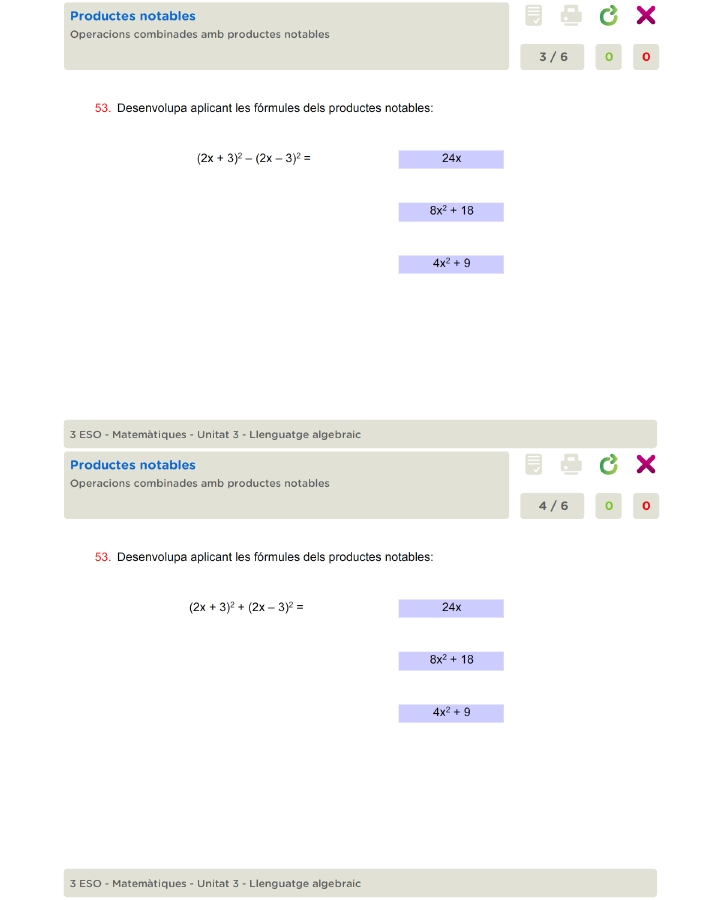 Productes notables
Operacions combinades amb productes notables
3 / 6
0
0
53. Desenvolupa aplicant les fórmules dels productes notables:
(2x + 3)² – (2x – 3)² =
24x
8x² + 18
4x² + 9
3 ESO - Matemàtiques - Unitat 3 - Llenguatge algebraic
Productes notables
Operacions combinades amb productes notables
4 / 6
0
0
53. Desenvolupa aplicant les fórmules dels productes notables:
(2x + 3)² + (2x – 3)² =
24x
8x² + 18
4x² + 9
3 ESO - Matemàtiques - Unitat 3 - Llenguatge algebraic